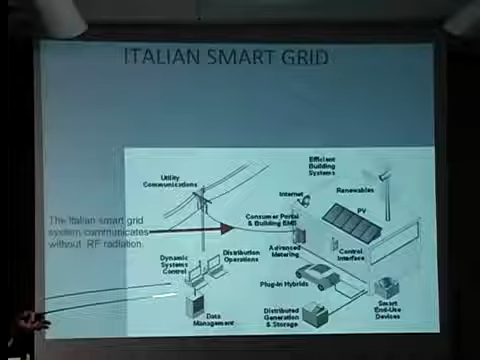 ITALIAN SMART GRID
Efficient
Building
Systems
Utility
Communications
Internet
Renewables
PV
Consumer Portal
& Building EMS
The Italian smart grid
system communicates
without RF radiation.
Advanced
Metering
Control
Interface
Dynamic
Systems
Control
Distribution
Operations
Plug-In Hybrids
Data
Management
Distributed
Generation
& Storage
Smart
End-Use
Devices